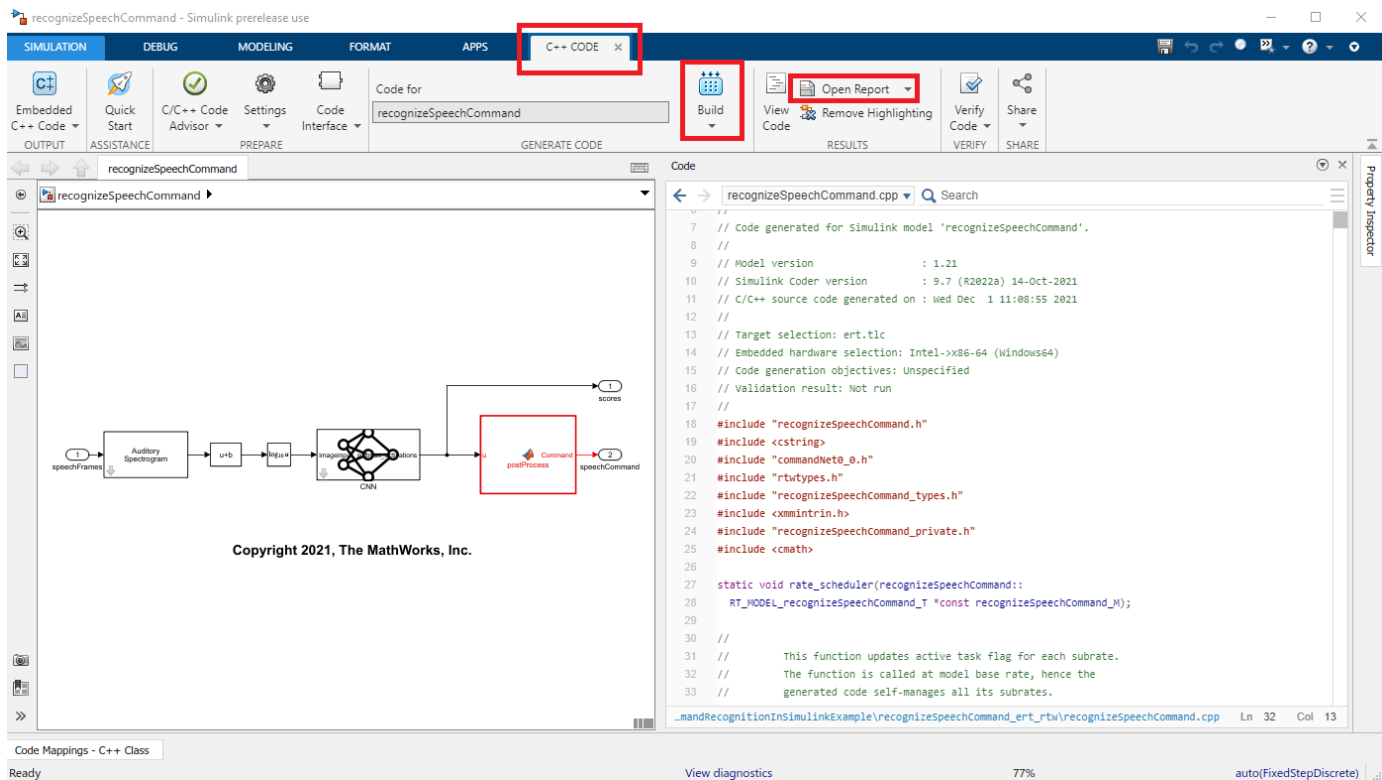 recognizeSpeechCommand - Simulink prerelease use
SIMULATION DEBUG MODELING FORMAT APPS C++ CODE
Embedded C++ Code
Quick Start
C/C++ Code Advisor
Settings
Code Interface
Code for
recognizeSpeechCommand
Build
View Code
Open Report
Remove Highlighting
Verify Code
Share
OUTPUT ASSISTANCE PREPARE GENERATE CODE RESULTS VERIFY SHARE
recognizeSpeechCommand
recognizeSpeechCommand
1
speechFrames
Auditory
Spectrogram
u+b
log10 u
CNN
u
Command
postProcess
1
scores
2
speechCommand
Copyright 2021, The MathWorks, Inc.
Code
recognizeSpeechCommand.cpp Search
6 //
7 // Code generated for Simulink model 'recognizeSpeechCommand'.
8 //
9 // Model version : 1.21
10 // Simulink Coder version : 9.7 (R2022a) 14-Oct-2021
11 // C/C++ source code generated on : Wed Dec 1 11:08:55 2021
12 //
13 // Target selection: ert.tlc
14 // Embedded hardware selection: Intel->x86-64 (Windows64)
15 // Code generation objectives: Unspecified
16 // Validation result: Not run
17 //
18 #include "recognizeSpeechCommand.h"
19 #include <cstring>
20 #include "commandNet0_0.h"
21 #include "rtwtypes.h"
22 #include "recognizeSpeechCommand_types.h"
23 #include <xmmintrin.h>
24 #include "recognizeSpeechCommand_private.h"
25 #include <cmath>
26
27 static void rate_scheduler(recognizeSpeechCommand::
28 RT_MODEL_recognizeSpeechCommand_T *const recognizeSpeechCommand_M);
29
30 //
31 // This function updates active task flag for each subrate.
32 // The function is called at model base rate, hence the
33 // generated code self-manages all its subrates.
…mandRecognitionInSimulinkExample\recognizeSpeechCommand_ert_rtw\recognizeSpeechCommand.cpp Ln 32 Col 13
Property Inspector
Code Mappings - C++ Class
Ready View diagnostics 77% auto(FixedStepDiscrete)